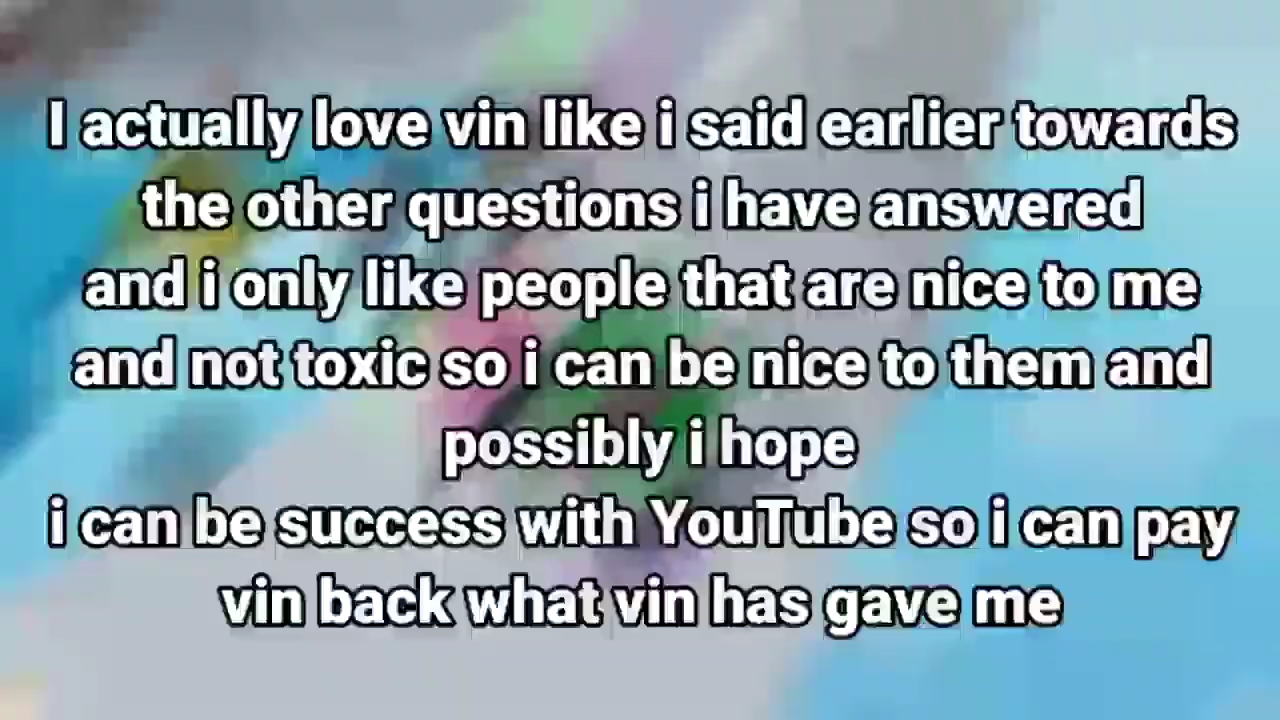 I actually love vin like i said earlier towards
the other questions i have answered
and i only like people that are nice to me
and not toxic so i can be nice to them and
possibly i hope
i can be success with YouTube so i can pay
vin back what vin has gave me